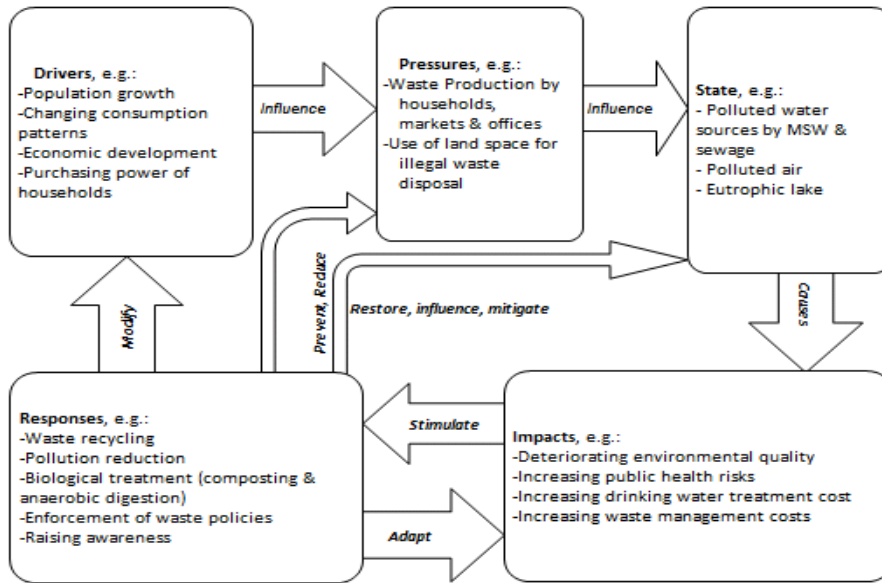 Drivers, e.g.:
-Population growth
-Changing consumption
patterns
-Economic development
-Purchasing power of
households
Influence
Pressures, e.g.:
-Waste Production by
households,
markets & offices
-Use of land space for
illegal waste
disposal
Influence
State, e.g.:
- Polluted water
sources by MSW &
sewage
- Polluted air
- Eutrophic lake
Modify
Prevent, Reduce
Restore, influence, mitigate
Causes
Responses, e.g.:
-Waste recycling
-Pollution reduction
-Biological treatment (composting &
anaerobic digestion)
-Enforcement of waste policies
-Raising awareness
Stimulate
Adapt
Impacts, e.g.:
-Deteriorating environmental quality
-Increasing public health risks
-Increasing drinking water treatment cost
-Increasing waste management costs